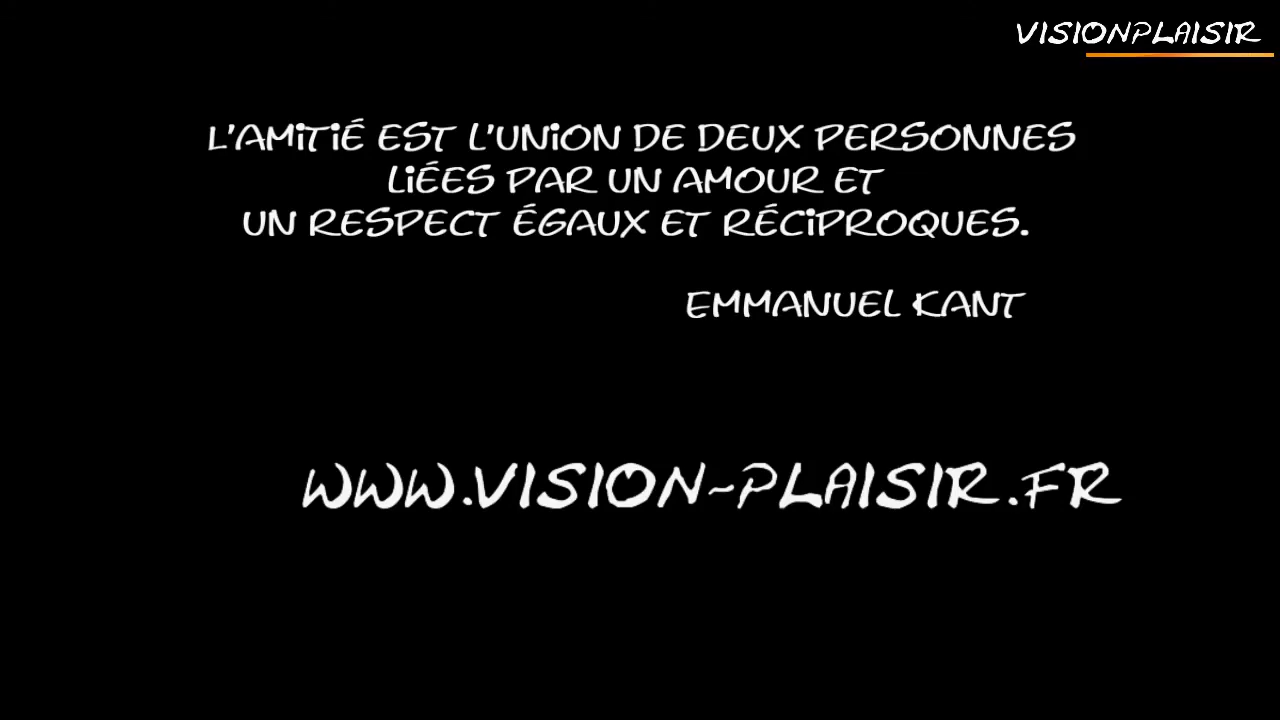 VISIONPLAISIR
L'AMITIÉ EST L'UNION DE DEUX PERSONNES
LIÉES PAR UN AMOUR ET
UN RESPECT ÉGAUX ET RÉCIPROQUES.
EMMANUEL KANT
WWW.VISION-PLAISIR.FR